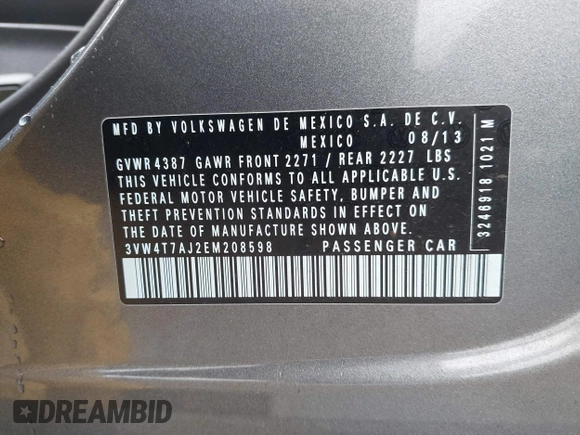 MFD BY VOLKSWAGEN DE MEXICO S.A. DE C.V.
MEXICO 08/13
GVWR 4387 GAWR FRONT 2271 / REAR 2227 LBS
THIS VEHICLE CONFORMS TO ALL APPLICABLE U.S.
FEDERAL MOTOR VEHICLE SAFETY, BUMPER AND
THEFT PREVENTION STANDARDS IN EFFECT ON
THE DATE OF MANUFACTURE SHOWN ABOVE.
3VW4T7AJ2EM208598 PASSENGER CAR
3246918 1021 M
DREAMBID